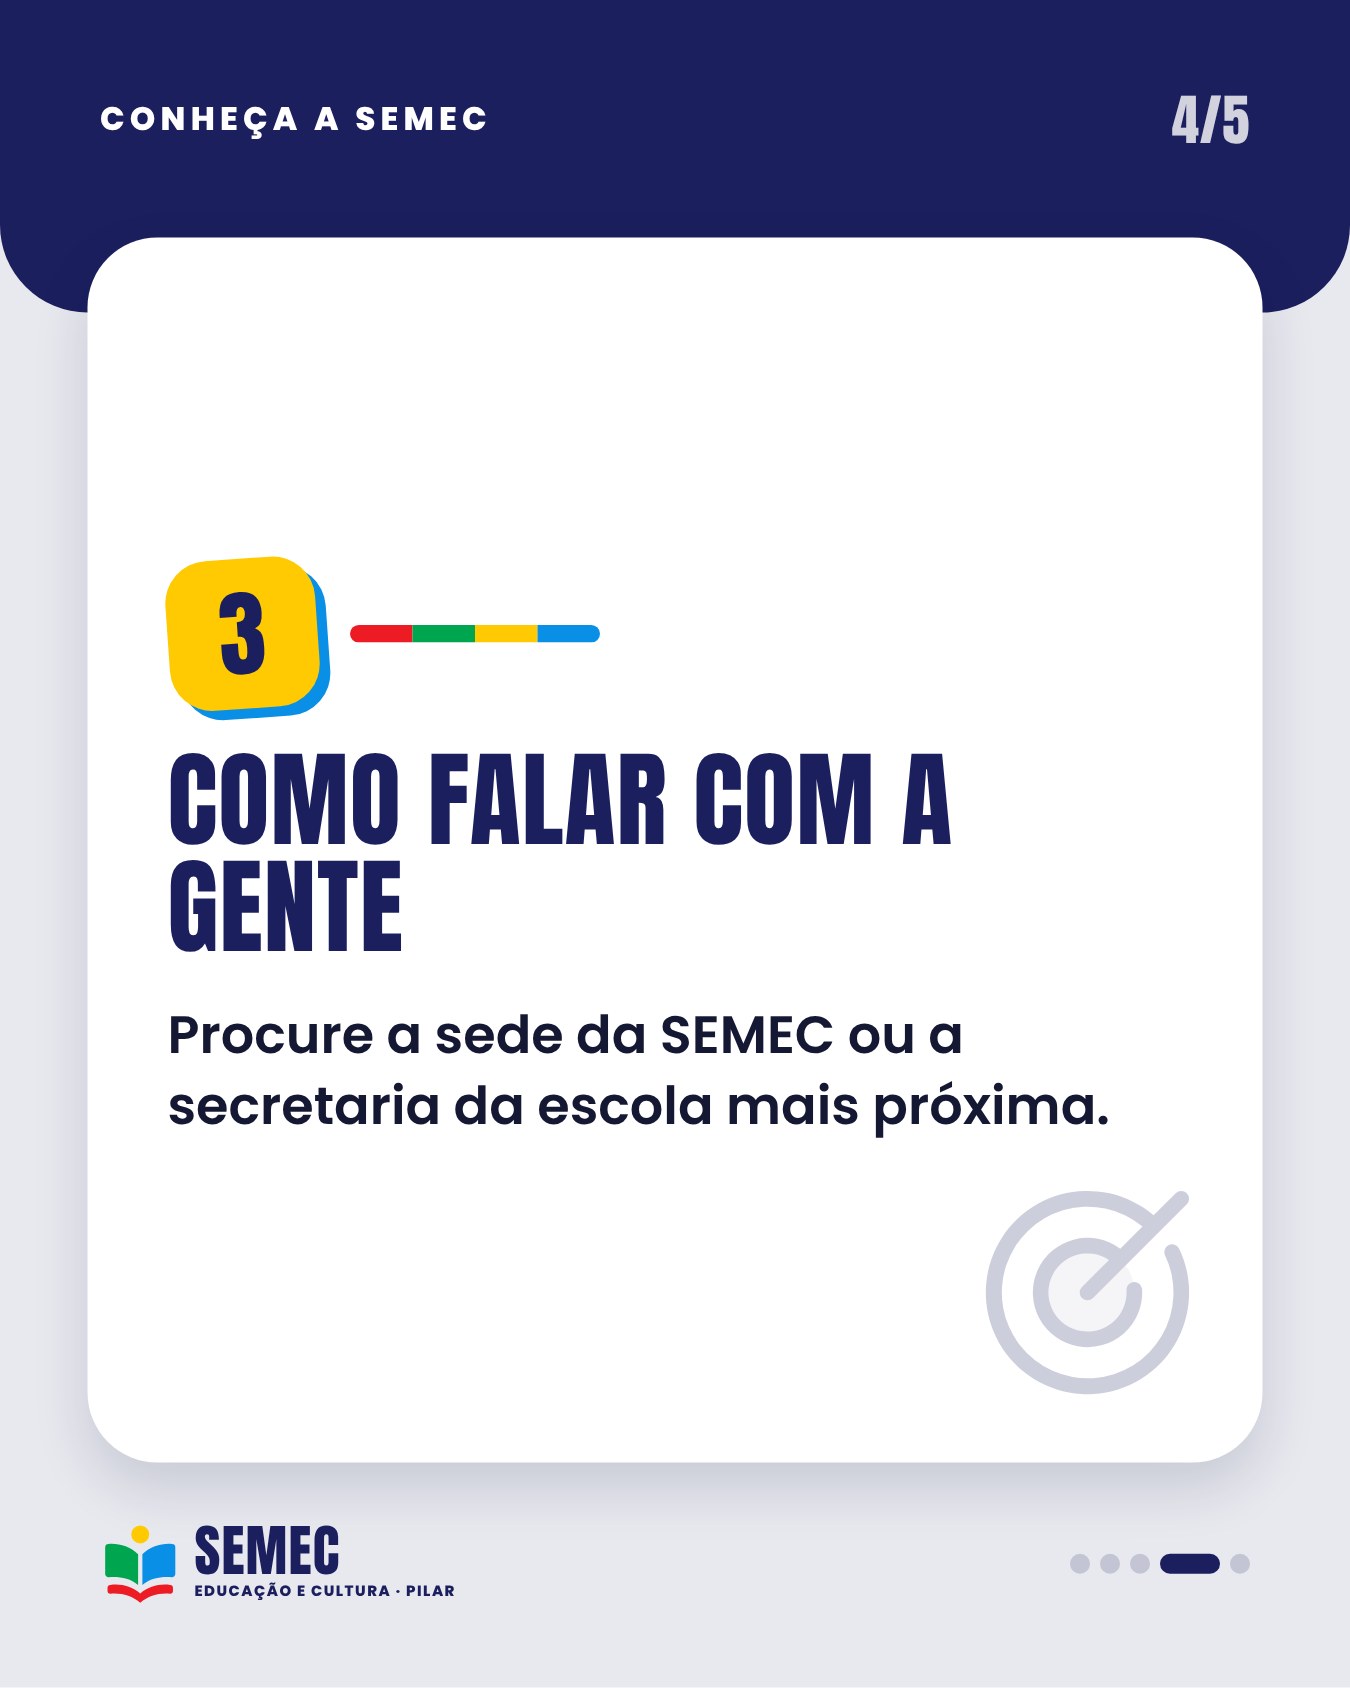 CONHEÇA A SEMEC
4/5
3
COMO FALAR COM A
GENTE
Procure a sede da SEMEC ou a
secretaria da escola mais próxima.
SEMEC
EDUCAÇÃO E CULTURA · PILAR